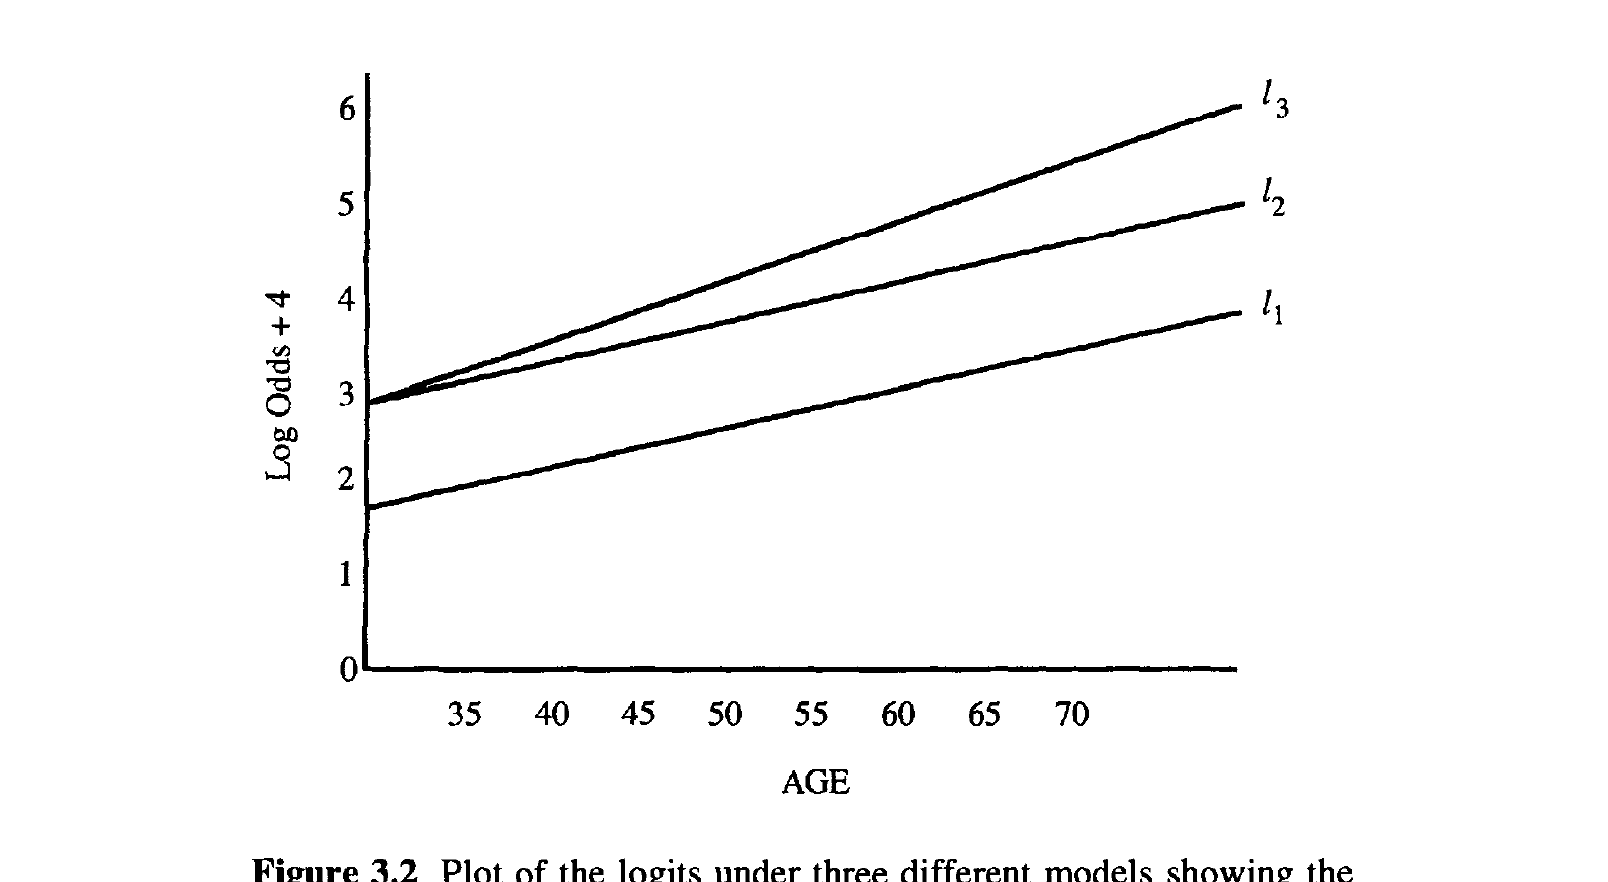 6
5
4
3
2
1
0
Log Odds + 4
l3
l2
l1
35 40 45 50 55 60 65 70
AGE
Figure 3.2 Plot of the logits under three different models showing the